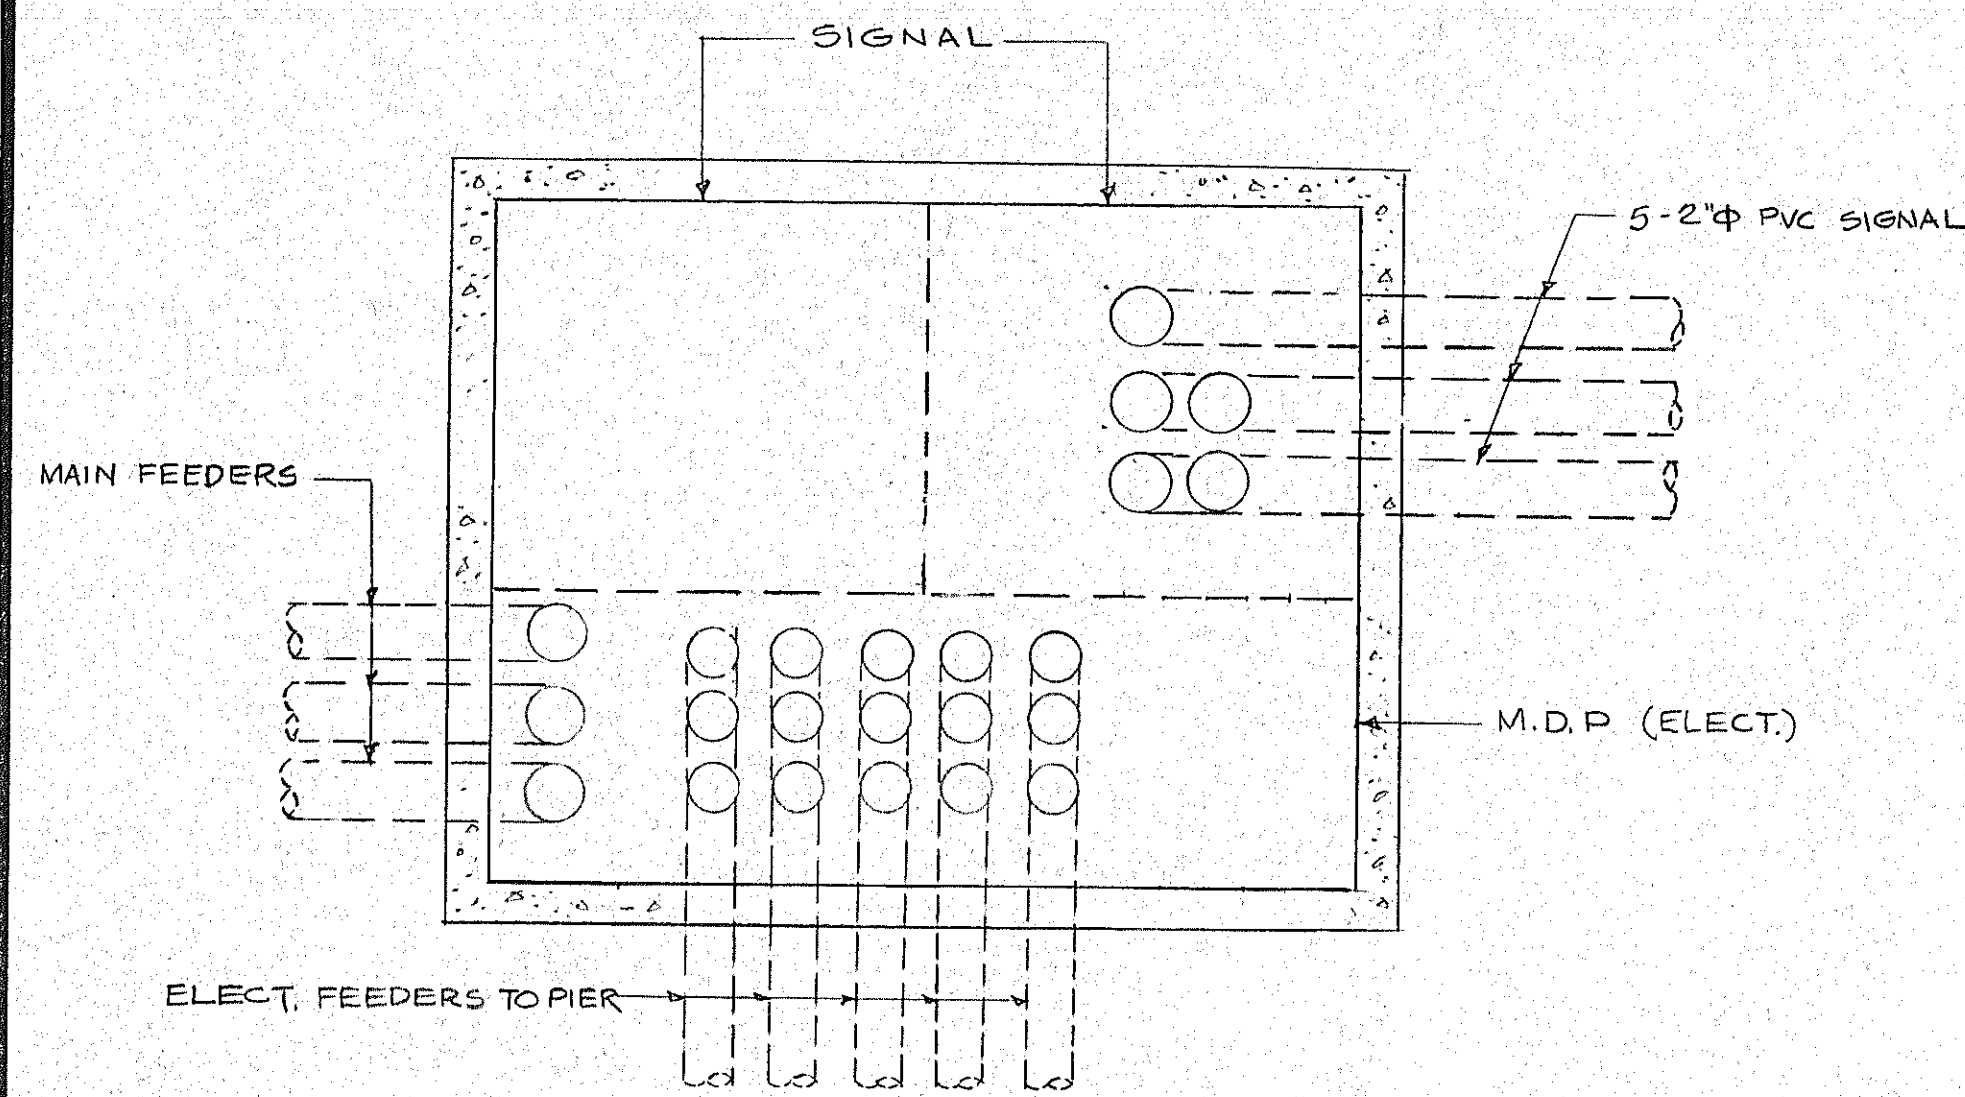 SIGNAL
5-2"Φ PVC SIGNAL
MAIN FEEDERS
M.D.P (ELECT.)
ELECT. FEEDERS TO PIER